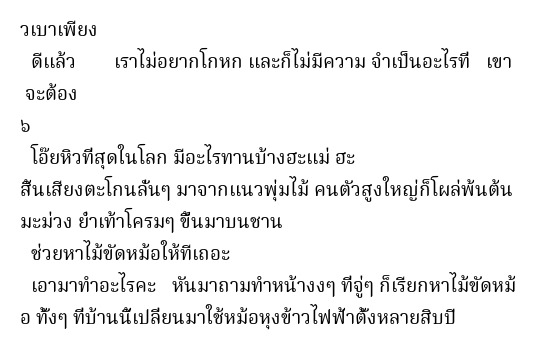 วเบาเพียง
ดีแล้ว เราไม่อยากโกหก และก็ไม่มีความ จำเป็นอะไรที่ เขา
จะต้อง
๖
โอ๊ยหิวที่สุดในโลก มีอะไรทานบ้างฮะแม่ ฮะ
สิ้นเสียงตะโกนลั่นๆ มาจากแนวพุ่มไม้ คนตัวสูงใหญ่ก็โผล่พ้นต้น
มะม่วง ย่ำเท้าโครมๆ ขึ้นมาบนชาน
ช่วยหาไม้ขัดหม้อให้ทีเถอะ
เอามาทำอะไรคะ หันมาถามทำหน้างงๆ ที่จู่ๆ ก็เรียกหาไม้ขัดหม้
อ ทั้งๆ ที่บ้านนี้เปลี่ยนมาใช้หม้อหุงข้าวไฟฟ้าตั้งหลายสิบปี